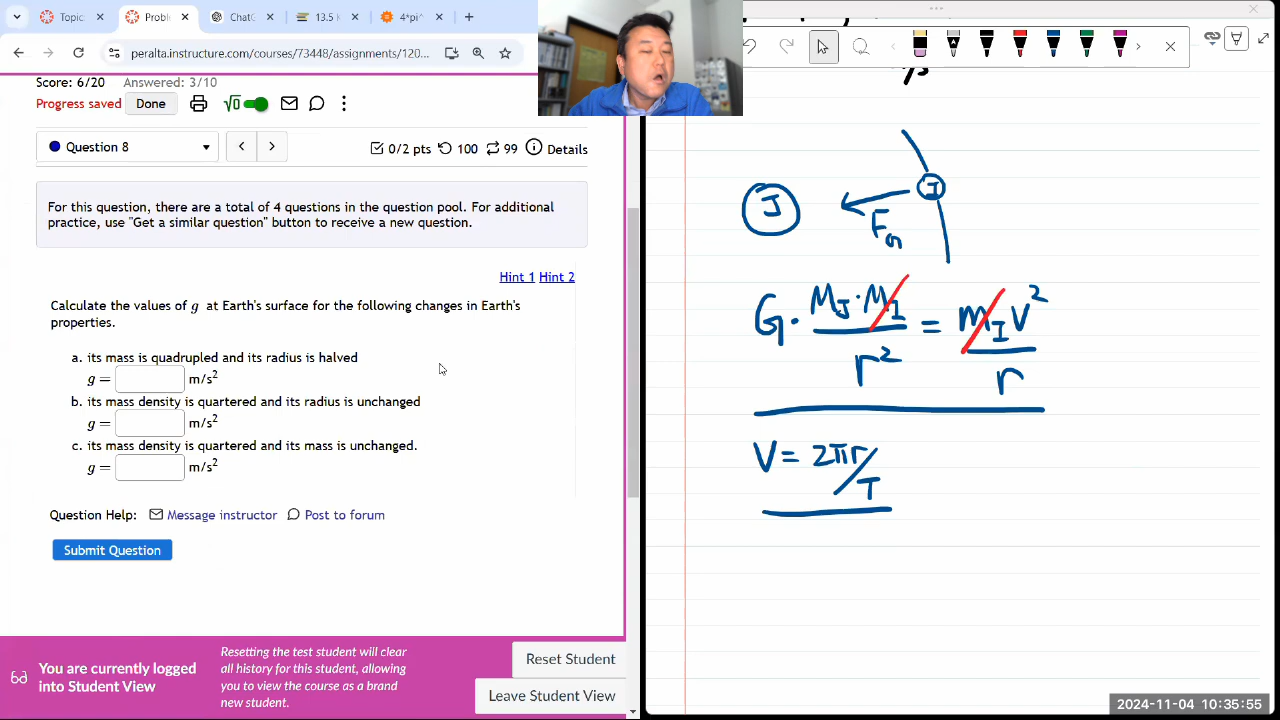 Topic
Probl
ChatG
13.5 k
4*pi^
peralta.instructure.com/courses/73448/assignments/1
Score: 6/20 Answered: 3/10
Progress saved Done
Question 8
0/2 pts 100 99 Details
For this question, there are a total of 4 questions in the question pool. For additional
practice, use "Get a similar question" button to receive a new question.
Hint 1 Hint 2
Calculate the values of g at Earth's surface for the following changes in Earth's
properties.
a. its mass is quadrupled and its radius is halved
g = m/s²
b. its mass density is quartered and its radius is unchanged
g = m/s²
c. its mass density is quartered and its mass is unchanged.
g = m/s²
Question Help: Message instructor Post to forum
Submit Question
You are currently logged
into Student View
Resetting the test student will clear
all history for this student, allowing
you to view the course as a brand
new student.
Reset Student
Leave Student View
J
I
F_G
G · M_J · M_I / r² = m_I v² / r
V = 2πr / T
2024-11-04 10:35:55